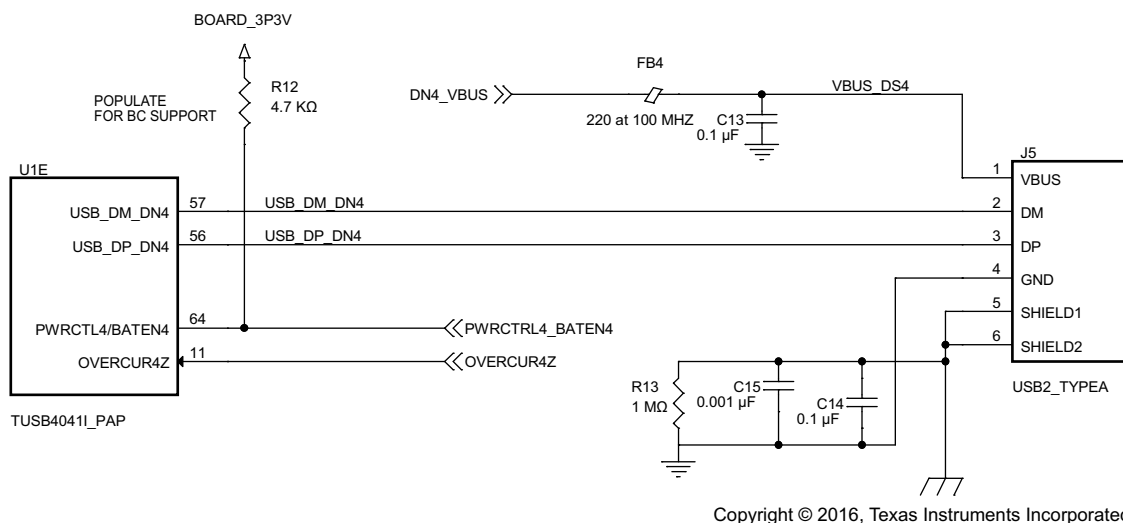 BOARD_3P3V
R12
4.7 KΩ
POPULATE
FOR BC SUPPORT
FB4
DN4_VBUS
220 at 100 MHZ
VBUS_DS4
C13
0.1 µF
U1E
J5
1
VBUS
USB_DM_DN4
57
USB_DM_DN4
2
DM
USB_DP_DN4
56
USB_DP_DN4
3
DP
4
GND
PWRCTL4/BATEN4
64
PWRCTRL4_BATEN4
5
SHIELD1
OVERCUR4Z
11
OVERCUR4Z
6
SHIELD2
TUSB4041I_PAP
R13
1 MΩ
C15
0.001 µF
C14
0.1 µF
USB2_TYPEA
Copyright © 2016, Texas Instruments Incorporated